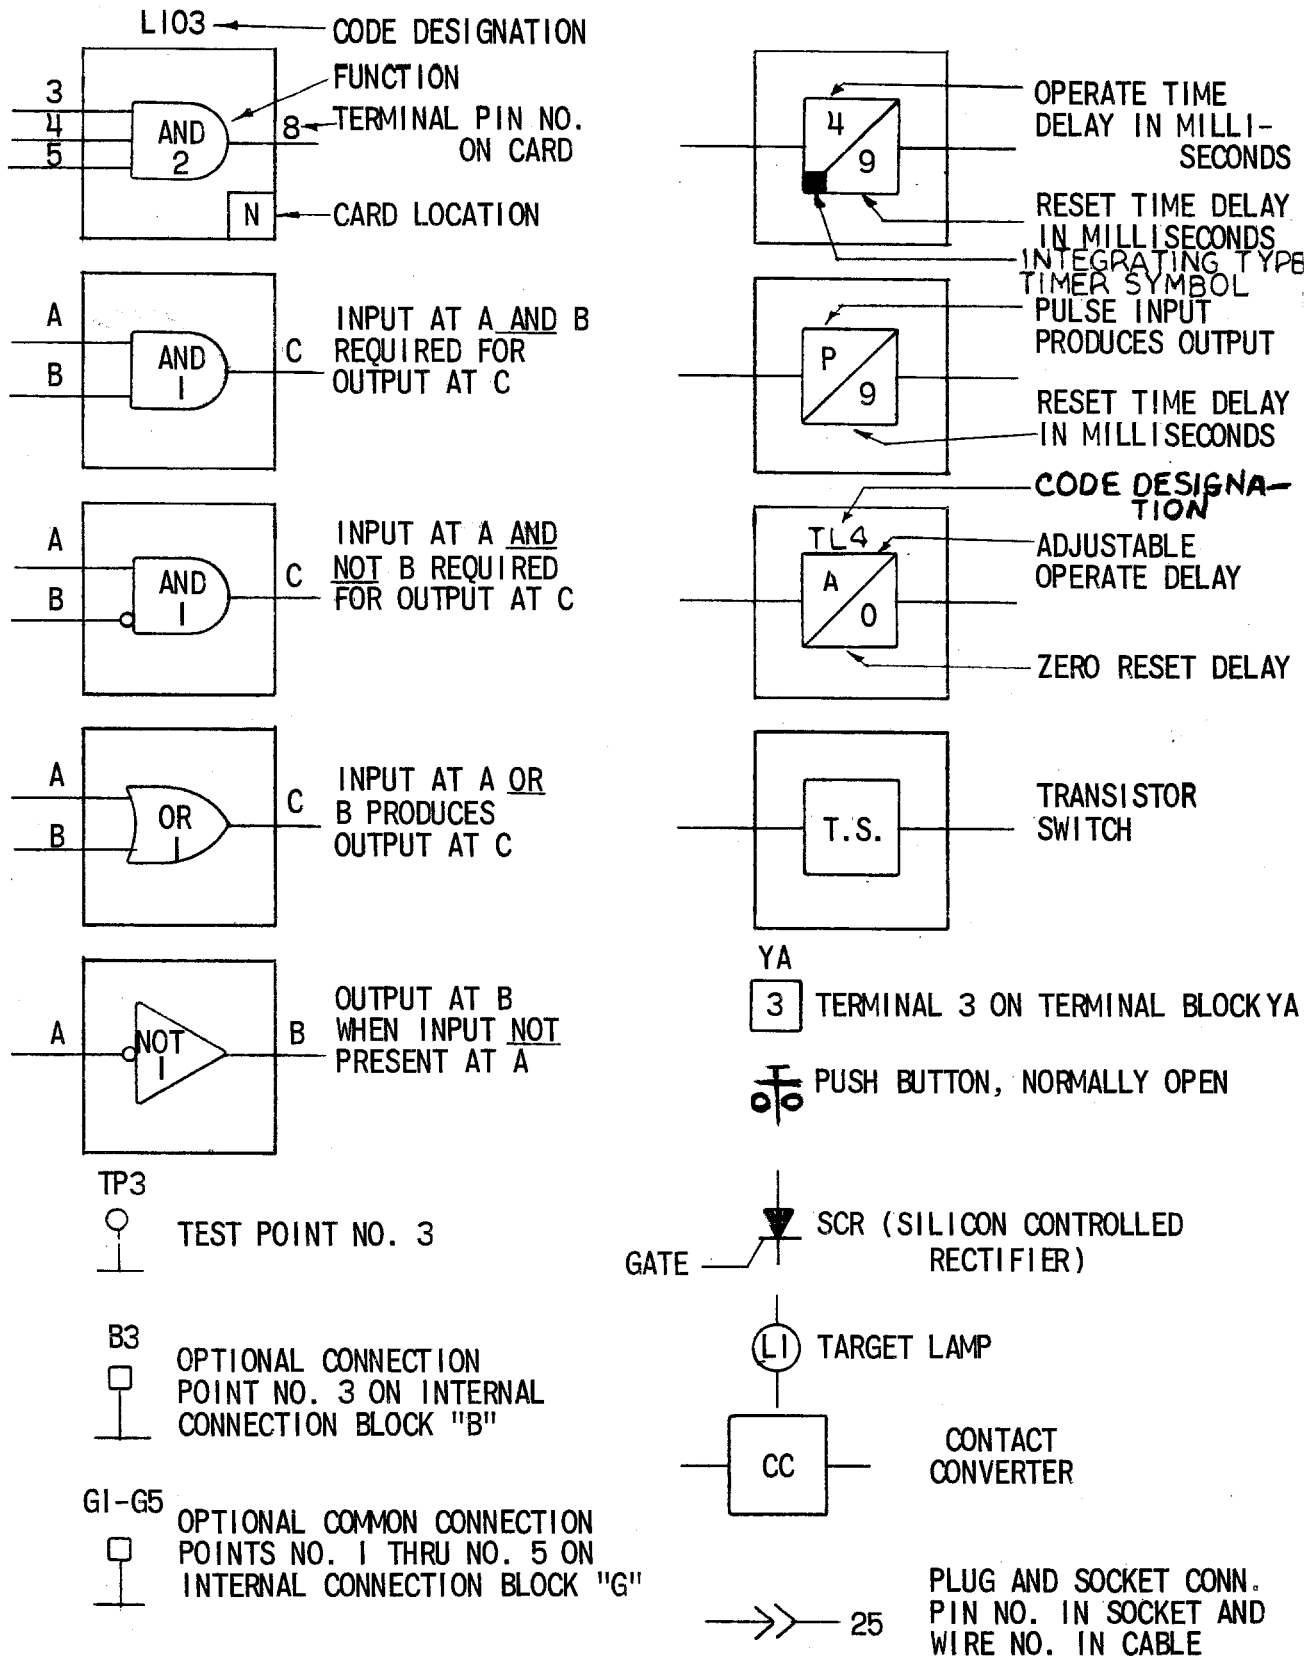 L103
CODE DESIGNATION
FUNCTION
3
4
5
AND
2
8
TERMINAL PIN NO.
ON CARD
N
CARD LOCATION
A
B
AND
1
C
INPUT AT A AND B
REQUIRED FOR
OUTPUT AT C
A
B
AND
1
C
INPUT AT A AND
NOT B REQUIRED
FOR OUTPUT AT C
A
B
OR
1
C
INPUT AT A OR
B PRODUCES
OUTPUT AT C
A
NOT
1
B
OUTPUT AT B
WHEN INPUT NOT
PRESENT AT A
TP3
TEST POINT NO. 3
B3
OPTIONAL CONNECTION
POINT NO. 3 ON INTERNAL
CONNECTION BLOCK "B"
G1-G5
OPTIONAL COMMON CONNECTION
POINTS NO. 1 THRU NO. 5 ON
INTERNAL CONNECTION BLOCK "G"
4
9
OPERATE TIME
DELAY IN MILLI-
SECONDS
RESET TIME DELAY
IN MILLISECONDS
INTEGRATING TYPE
TIMER SYMBOL
P
9
PULSE INPUT
PRODUCES OUTPUT
RESET TIME DELAY
IN MILLISECONDS
CODE DESIGNA-
TION
TL4
A
0
ADJUSTABLE
OPERATE DELAY
ZERO RESET DELAY
T.S.
TRANSISTOR
SWITCH
YA
3
TERMINAL 3 ON TERMINAL BLOCK YA
PUSH BUTTON, NORMALLY OPEN
GATE
SCR (SILICON CONTROLLED
RECTIFIER)
L1
TARGET LAMP
CC
CONTACT
CONVERTER
25
PLUG AND SOCKET CONN.
PIN NO. IN SOCKET AND
WIRE NO. IN CABLE